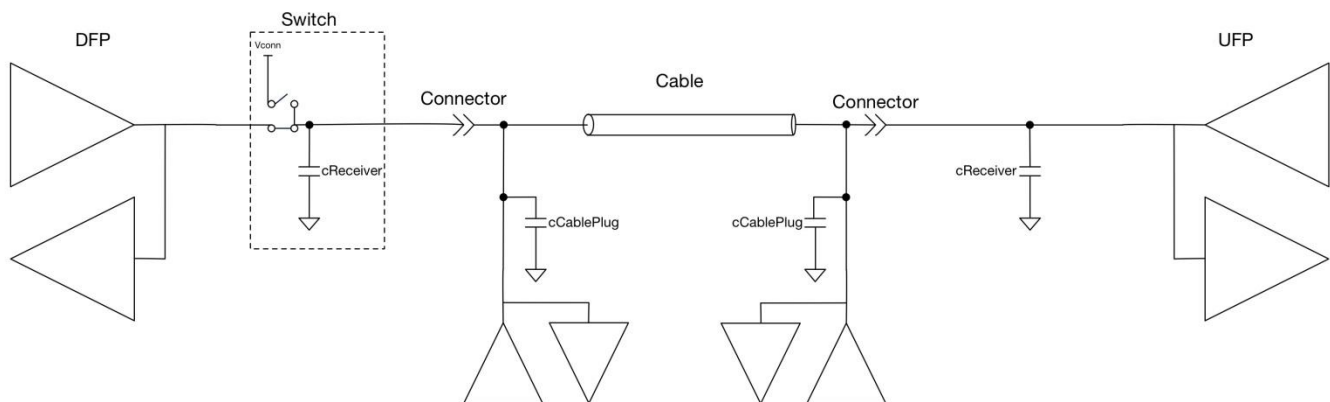 Switch
DFP
UFP
Vconn
Cable
Connector
Connector
cReceiver
cReceiver
cCablePlug
cCablePlug